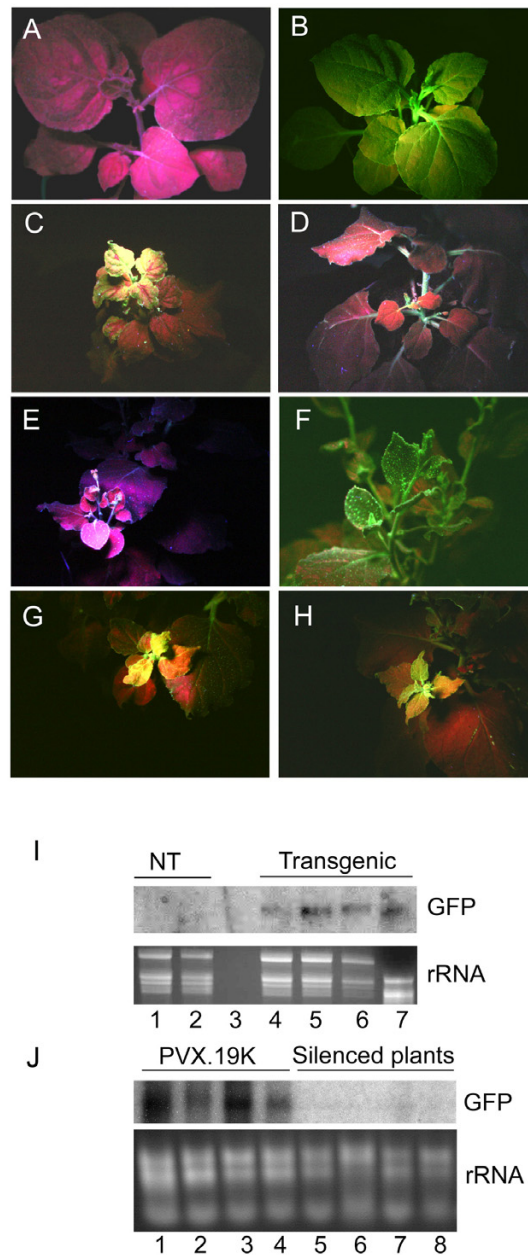 A
B
C
D
E
F
G
H
I
NT Transgenic
GFP
rRNA
1 2 3 4 5 6 7
J
PVX.19K Silenced plants
GFP
rRNA
1 2 3 4 5 6 7 8